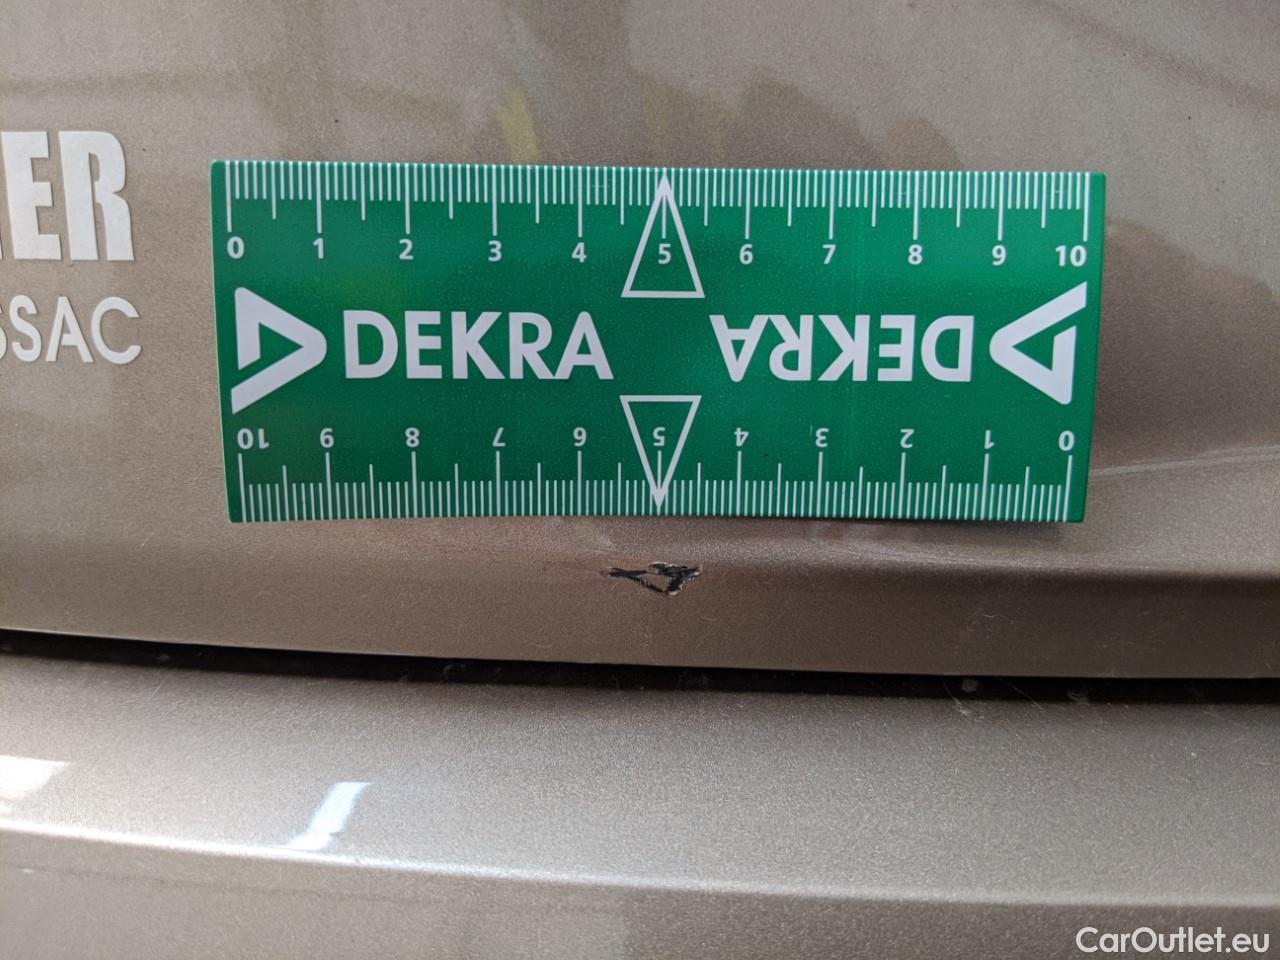 ER
SSAC
0 1 2 3 4 5 6 7 8 9 10
DEKRA DEKRA
10 9 8 7 6 5 4 3 2 1 0
CarOutlet.eu